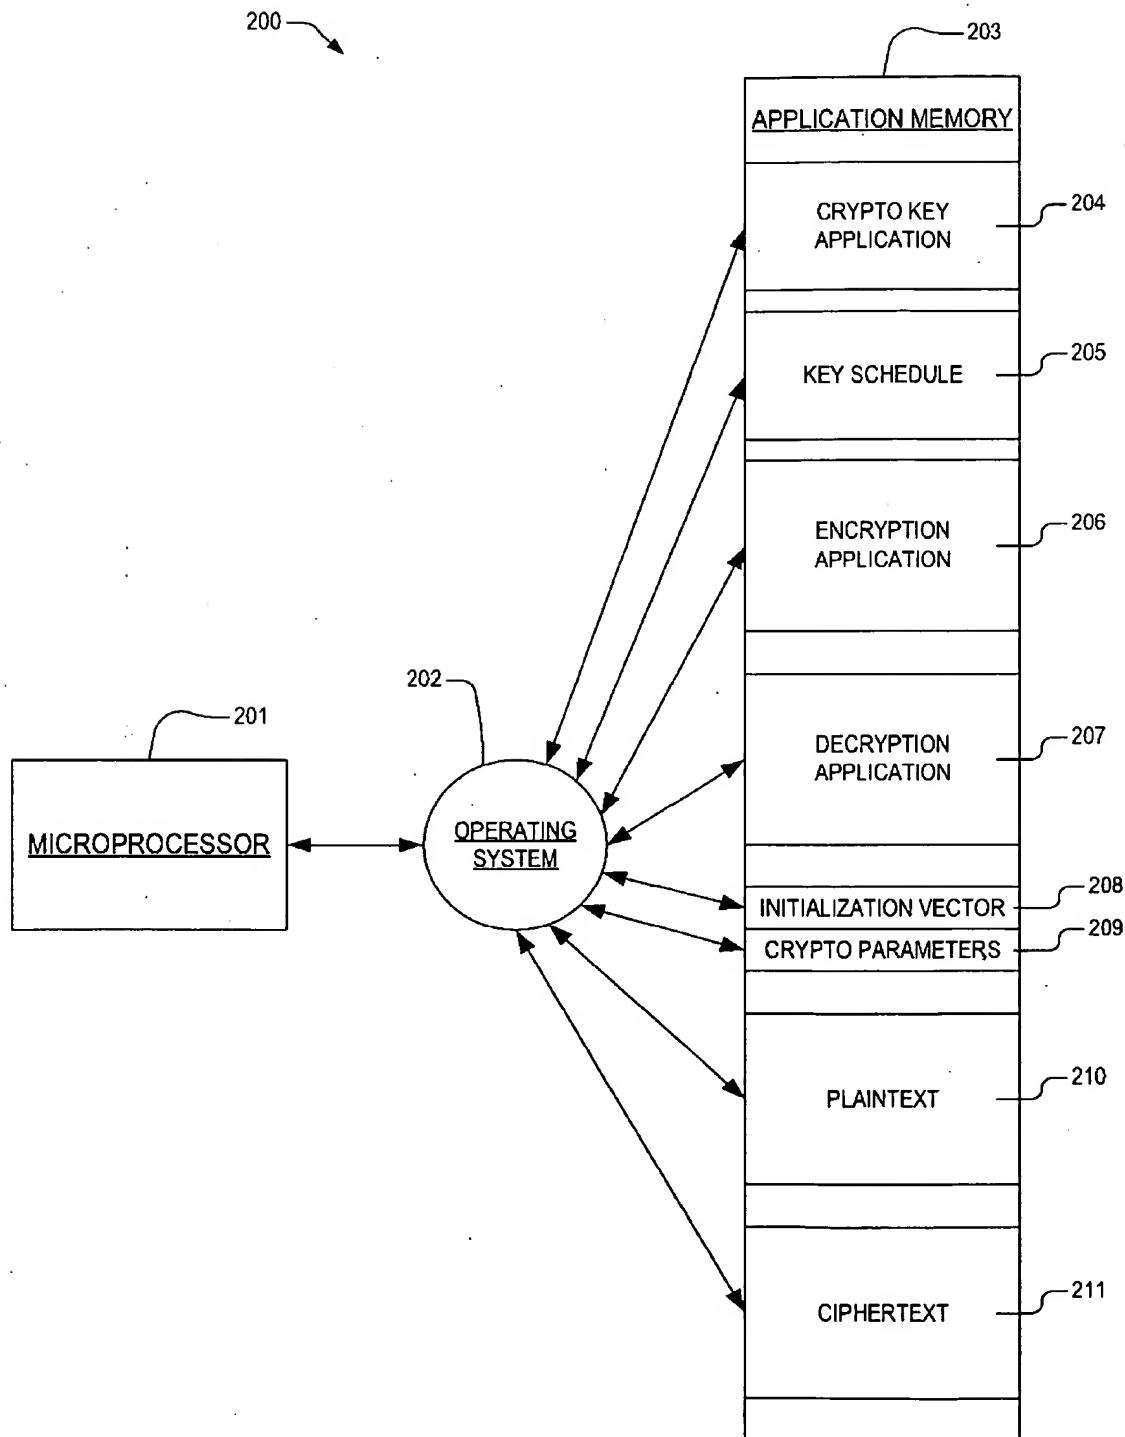 200
203
APPLICATION MEMORY
CRYPTO KEY
APPLICATION
204
KEY SCHEDULE
205
ENCRYPTION
APPLICATION
206
202
201
DECRYPTION
APPLICATION
207
MICROPROCESSOR
OPERATING
SYSTEM
208
INITIALIZATION VECTOR
209
CRYPTO PARAMETERS
PLAINTEXT
210
CIPHERTEXT
211